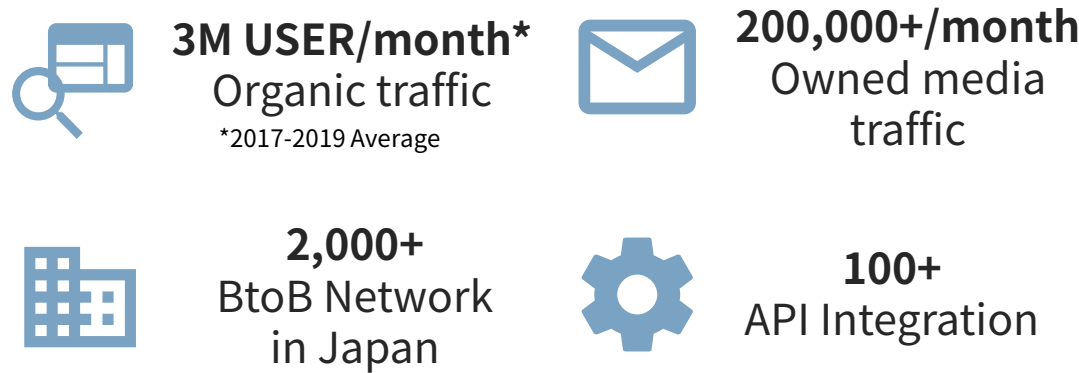 3M USER/month*
Organic traffic
*2017-2019 Average
200,000+/month
Owned media
traffic
2,000+
BtoB Network
in Japan
100+
API Integration